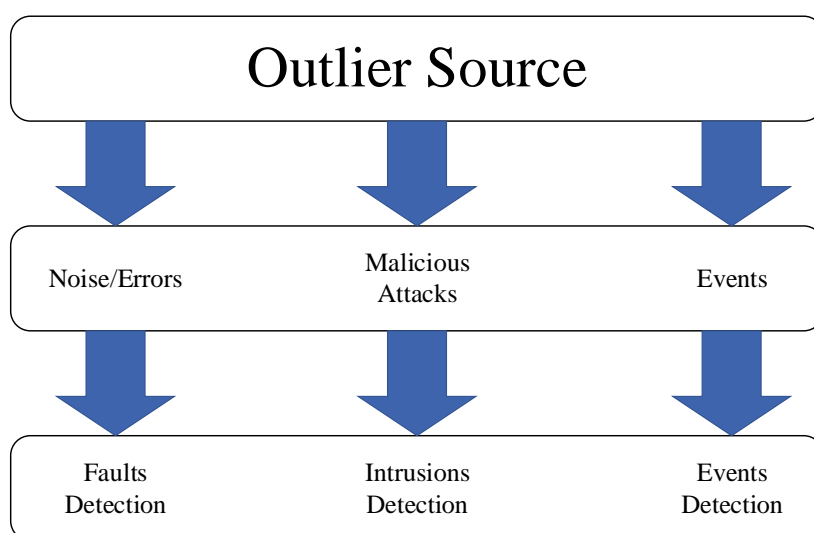 Outlier Source
Noise/Errors
Malicious
Attacks
Events
Faults
Detection
Intrusions
Detection
Events
Detection